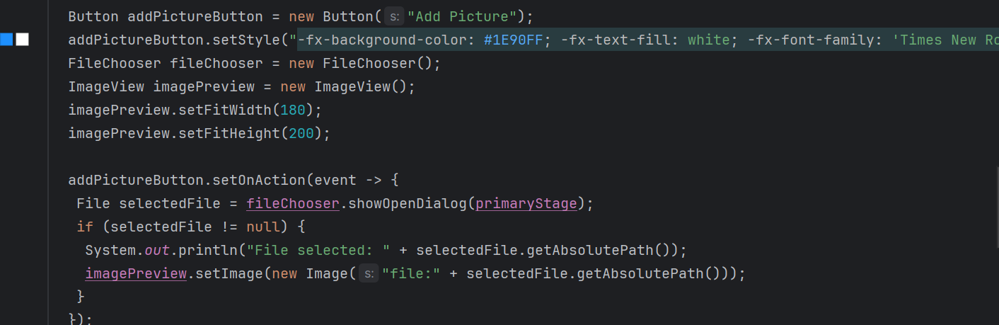 Button addPictureButton = new Button( s: "Add Picture");
addPictureButton.setStyle("-fx-background-color: #1E90FF; -fx-text-fill: white; -fx-font-family: 'Times New Ro
FileChooser fileChooser = new FileChooser();
ImageView imagePreview = new ImageView();
imagePreview.setFitWidth(180);
imagePreview.setFitHeight(200);
addPictureButton.setOnAction(event -> {
File selectedFile = fileChooser.showOpenDialog(primaryStage);
if (selectedFile != null) {
System.out.println("File selected: " + selectedFile.getAbsolutePath());
imagePreview.setImage(new Image( s: "file:" + selectedFile.getAbsolutePath()));
}
});